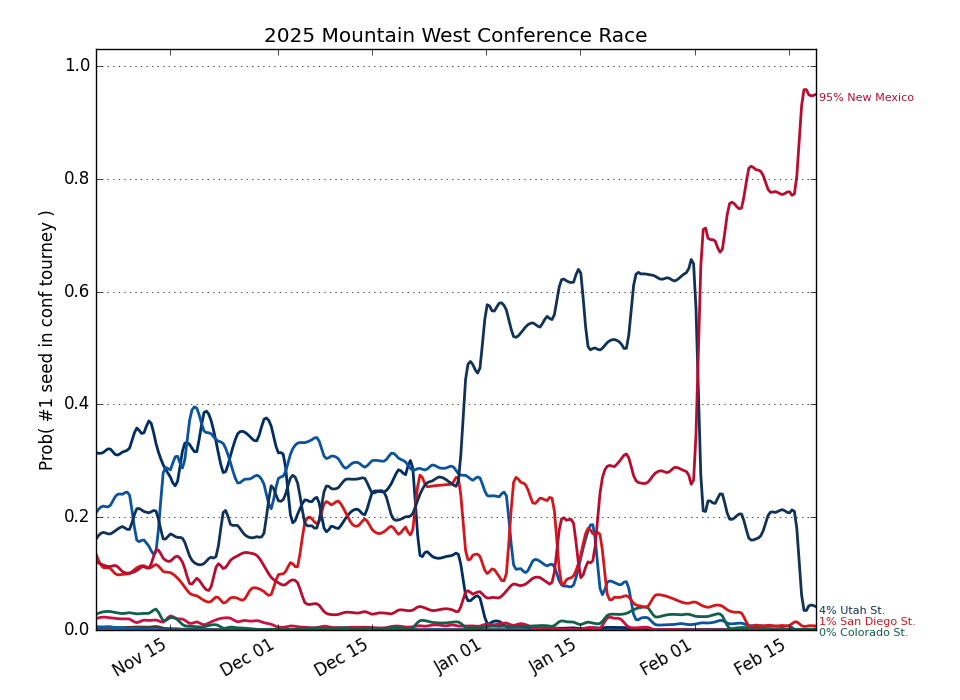 2025 Mountain West Conference Race
Prob( #1 seed in conf tourney )
1.0
0.8
0.6
0.4
0.2
0.0
Nov 15
Dec 01
Dec 15
Jan 01
Jan 15
Feb 01
Feb 15
95% New Mexico
4% Utah St.
1% San Diego St.
0% Colorado St.